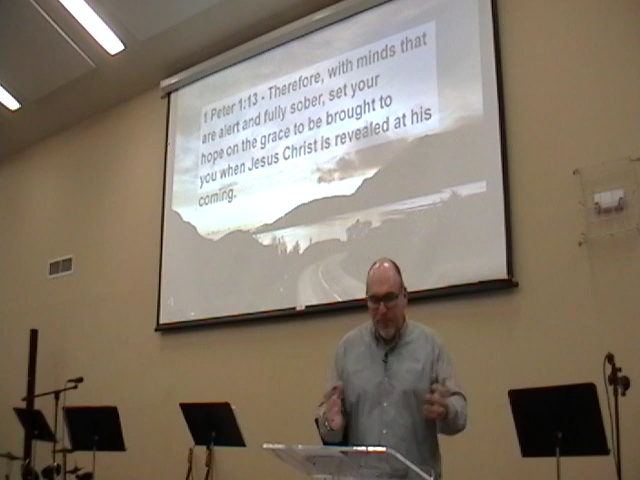 1 Peter 1:13 - Therefore, with minds that
are alert and fully sober, set your
hope on the grace to be brought to
you when Jesus Christ is revealed at his
coming.